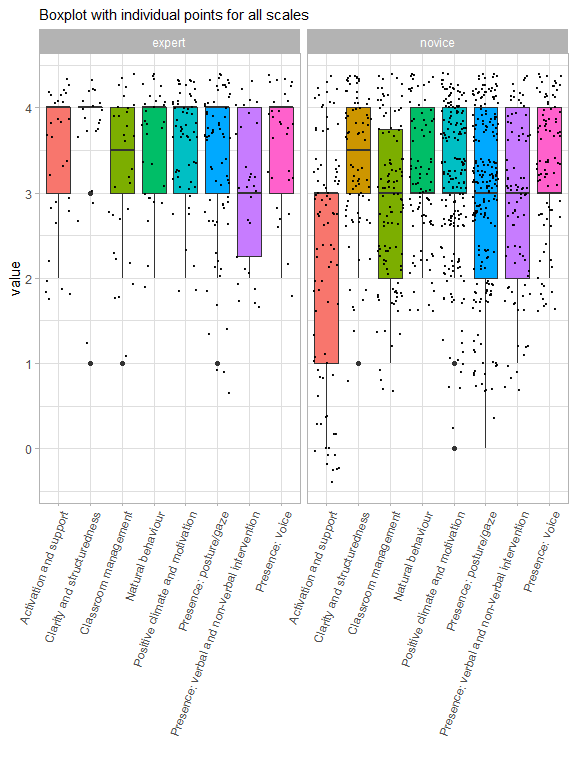 Boxplot with individual points for all scales
expert
novice
value
4
3
2
1
0
Activation and support
Clarity and structuredness
Classroom management
Natural behaviour
Positive climate and motivation
Presence: posture/gaze
Presence: verbal and non-verbal intervention
Presence: voice
Activation and support
Clarity and structuredness
Classroom management
Natural behaviour
Positive climate and motivation
Presence: posture/gaze
Presence: verbal and non-verbal intervention
Presence: voice